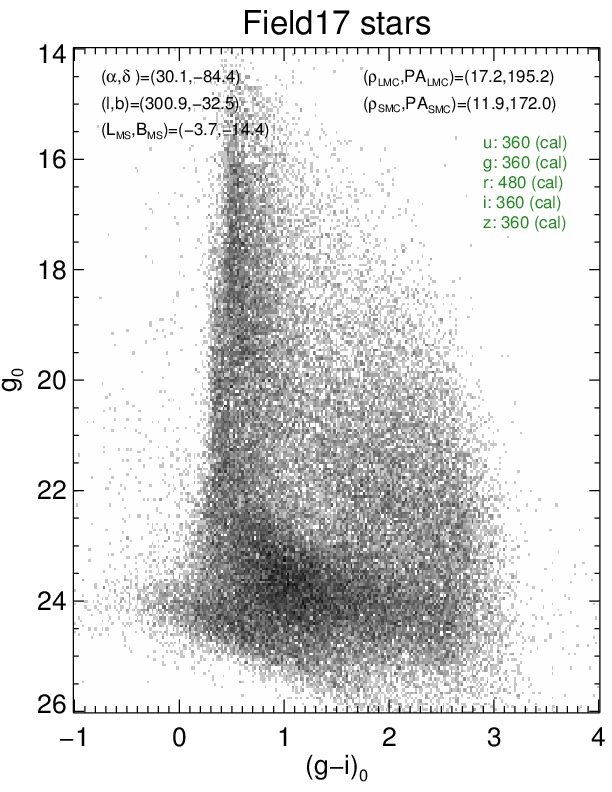 Field17 stars
(α,δ )=(30.1,−84.4)
(ρLMC,PALMC)=(17.2,195.2)
(l,b)=(300.9,−32.5)
(ρSMC,PASMC)=(11.9,172.0)
(LMS,BMS)=(−3.7,−14.4)
u: 360 (cal)
g: 360 (cal)
r: 480 (cal)
i: 360 (cal)
z: 360 (cal)
14
16
18
20
22
24
26
g0
−1 0 1 2 3 4
(g−i)0